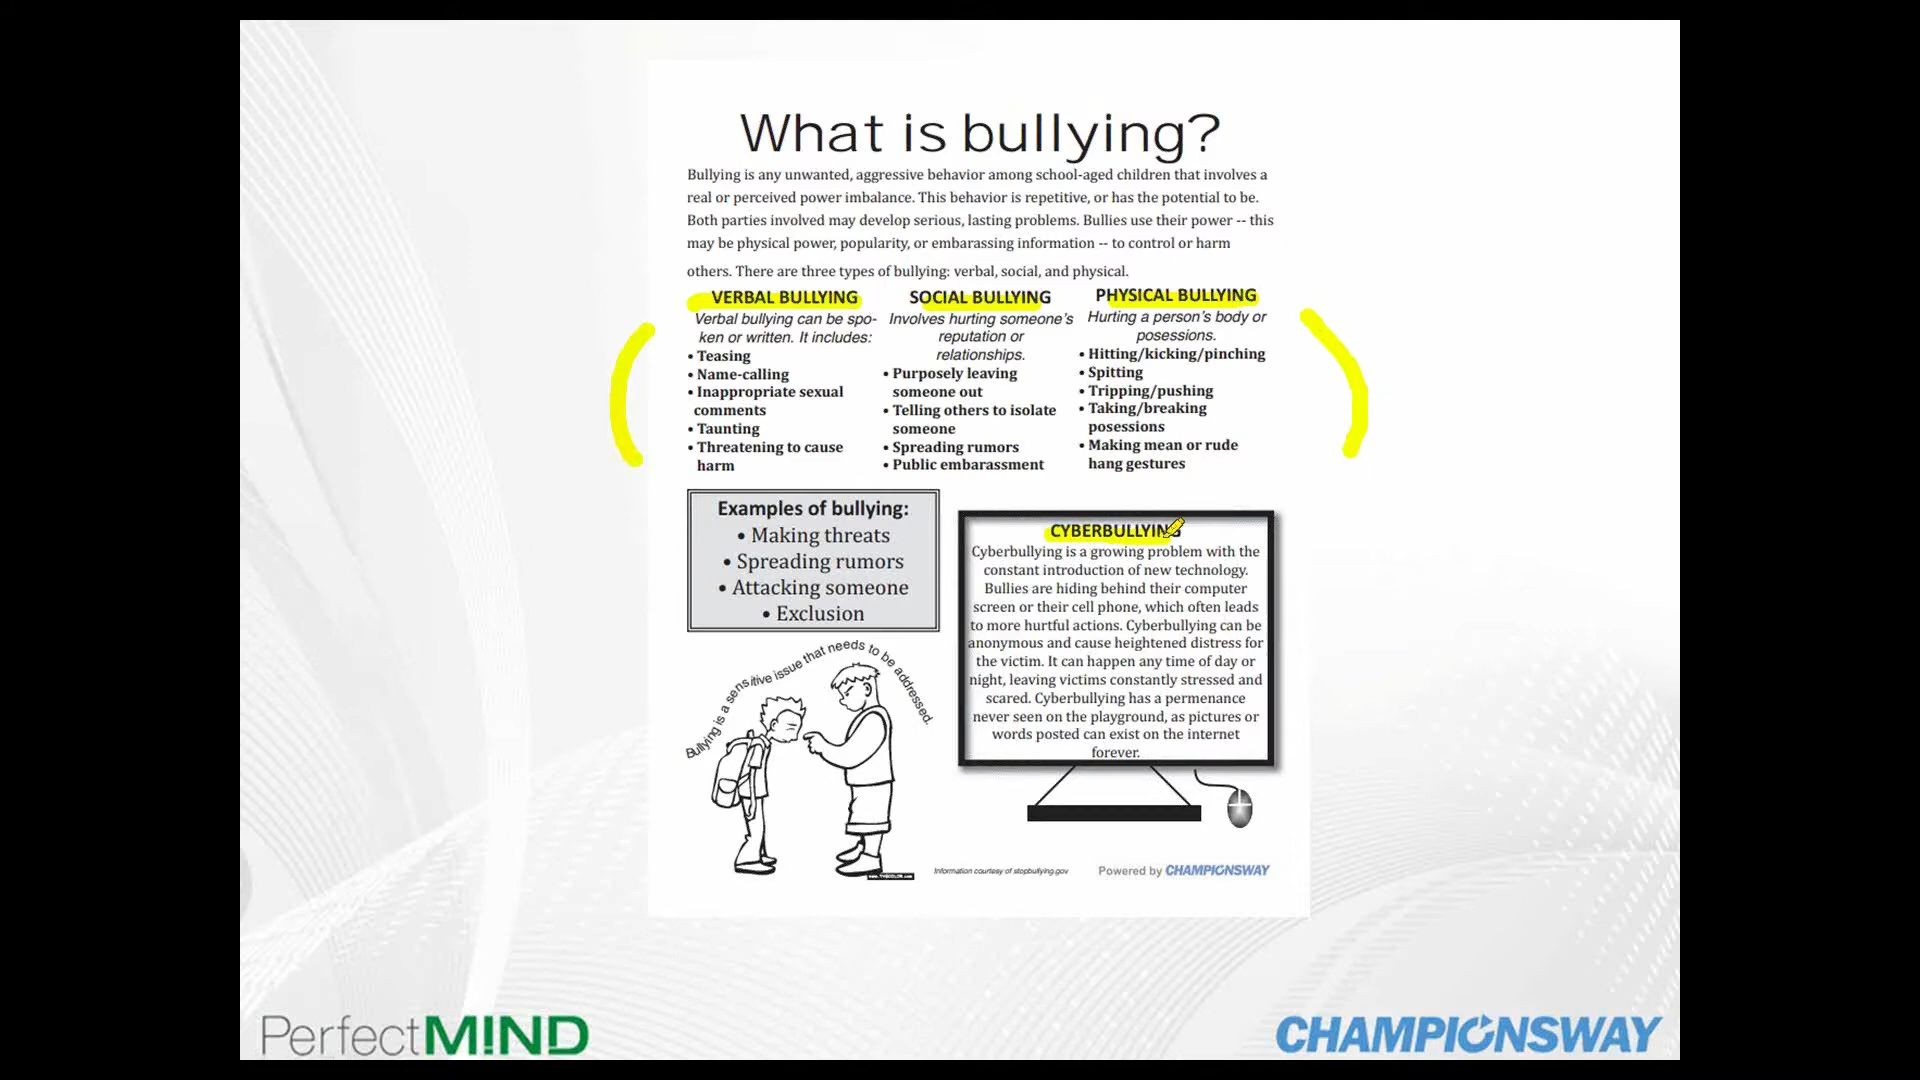 What is bullying?
Bullying is any unwanted, aggressive behavior among school-aged children that involves a
real or perceived power imbalance. This behavior is repetitive, or has the potential to be.
Both parties involved may develop serious, lasting problems. Bullies use their power -- this
may be physical power, popularity, or embarassing information -- to control or harm
others. There are three types of bullying: verbal, social, and physical.
VERBAL BULLYING
Verbal bullying can be spo-
ken or written. It includes:
• Teasing
• Name-calling
• Inappropriate sexual
comments
• Taunting
• Threatening to cause
harm
SOCIAL BULLYING
Involves hurting someone's
reputation or
relationships.
• Purposely leaving
someone out
• Telling others to isolate
someone
• Spreading rumors
• Public embarassment
PHYSICAL BULLYING
Hurting a person's body or
posessions.
• Hitting/kicking/pinching
• Spitting
• Tripping/pushing
• Taking/breaking
posessions
• Making mean or rude
hang gestures
Examples of bullying:
• Making threats
• Spreading rumors
• Attacking someone
• Exclusion
CYBERBULLYING
Cyberbullying is a growing problem with the
constant introduction of new technology.
Bullies are hiding behind their computer
screen or their cell phone, which often leads
to more hurtful actions. Cyberbullying can be
anonymous and cause heightened distress for
the victim. It can happen any time of day or
night, leaving victims constantly stressed and
scared. Cyberbullying has a permenance
never seen on the playground, as pictures or
words posted can exist on the internet
forever.
Bullying is a sensitive issue that needs to be addressed.
Information courtesy of stopbullying.gov
Powered by CHAMPIONSWAY
PerfectMIND
CHAMPIONSWAY